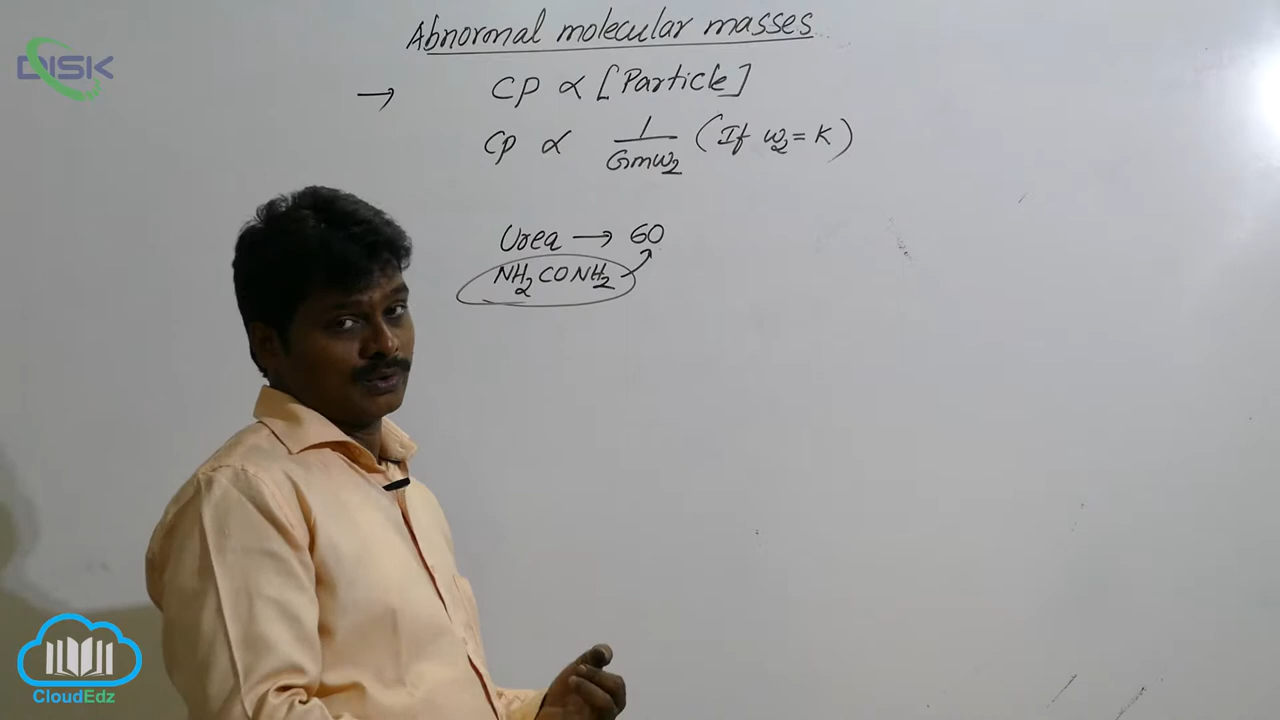 Abnormal molecular masses
DISK
→ CP ∝ [Particle]
CP ∝ 1/GMW2 (If w2 = K)
Urea → 60
NH2CONH2
CloudEdz